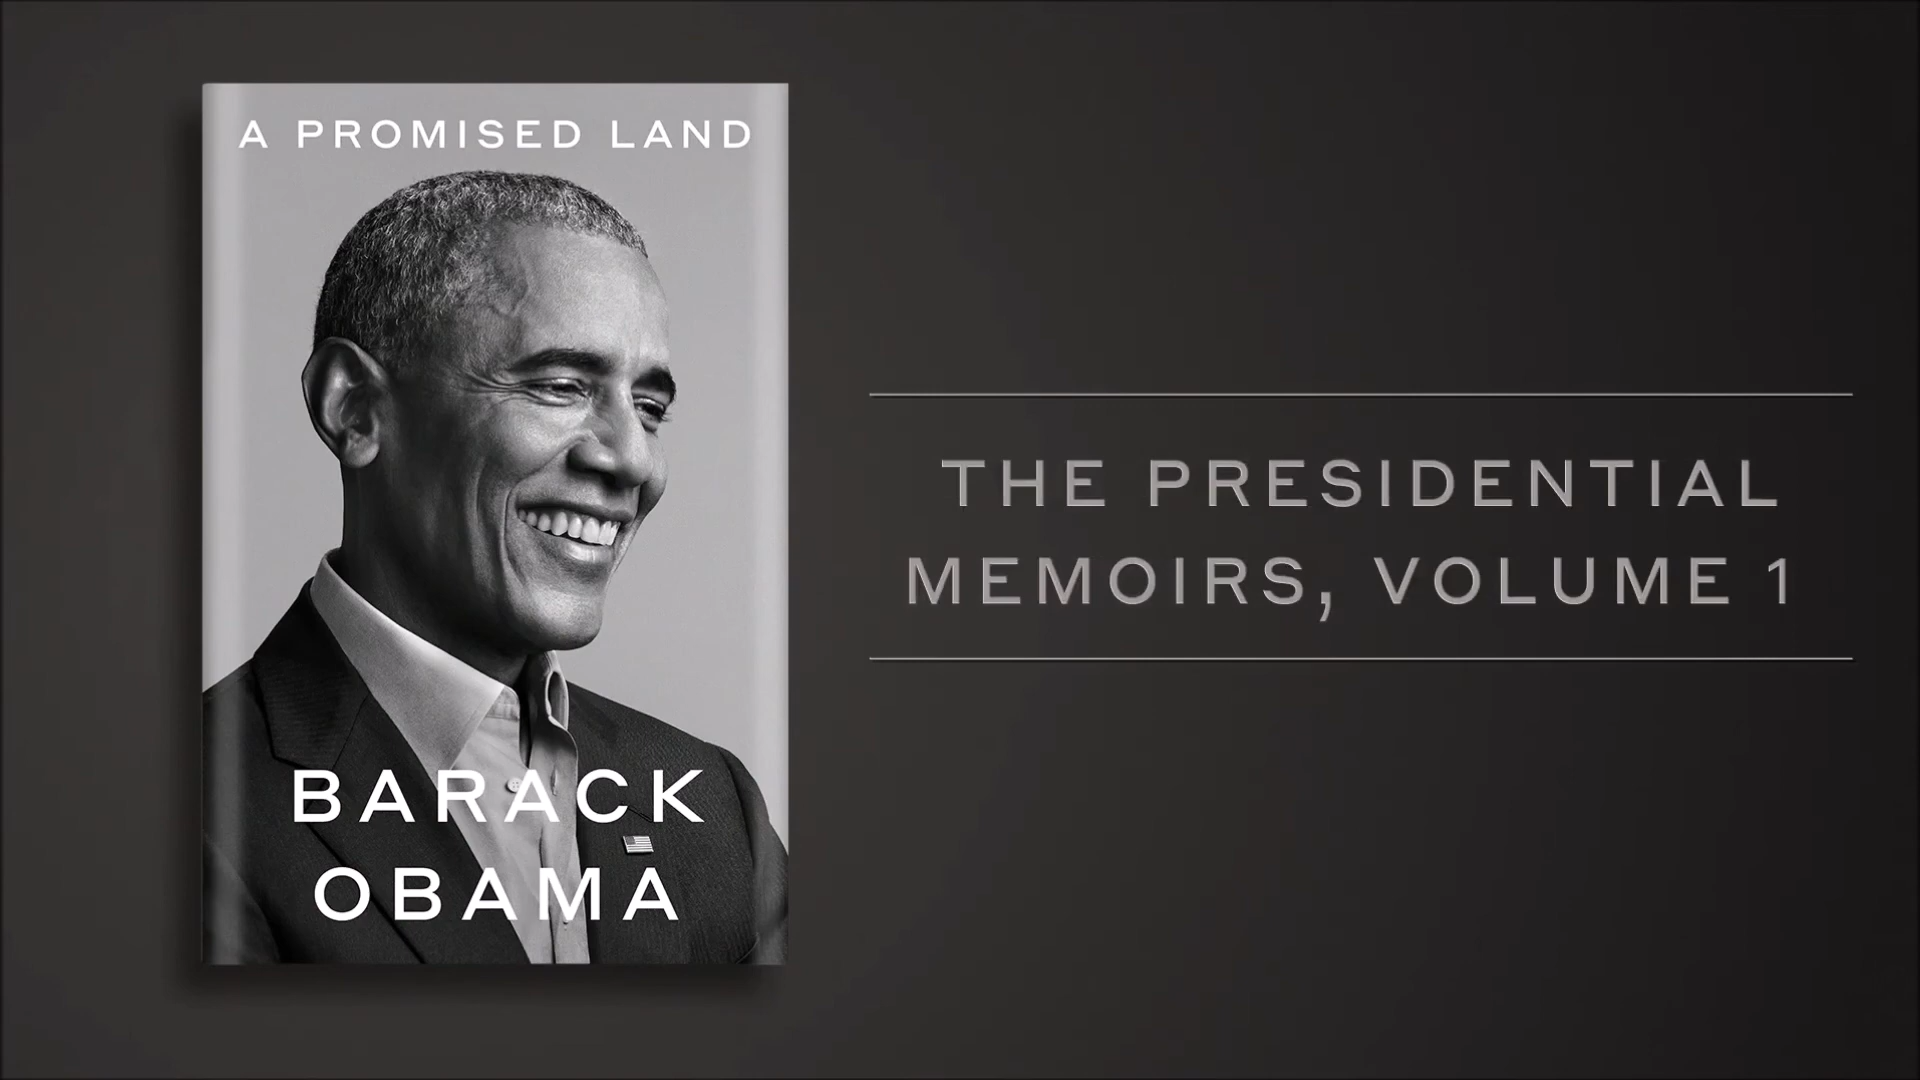 A PROMISED LAND
BARACK
OBAMA
THE PRESIDENTIAL
MEMOIRS, VOLUME 1